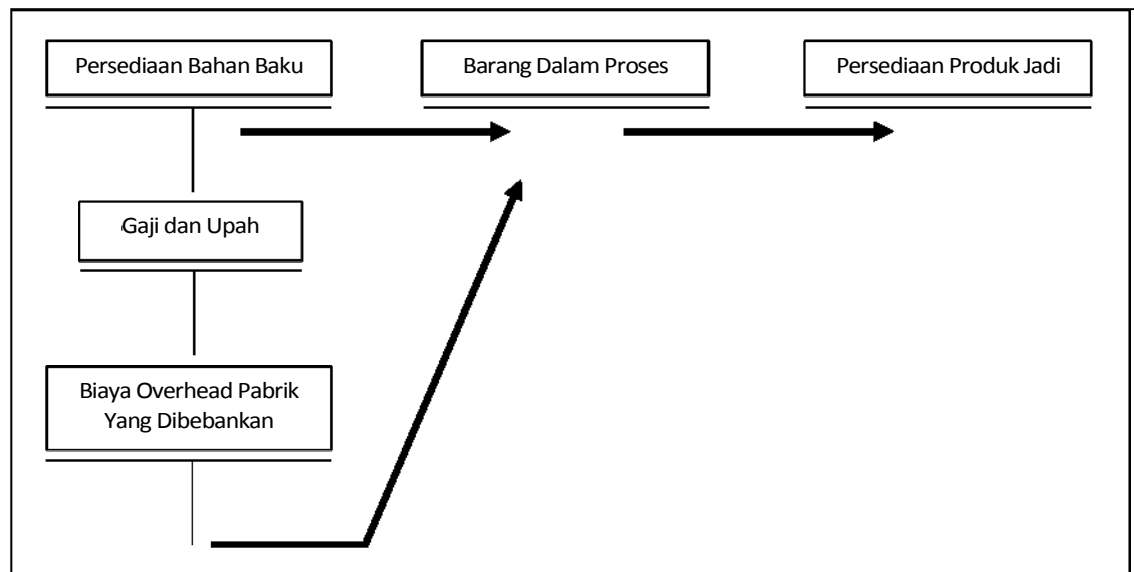 Persediaan Bahan Baku
Barang Dalam Proses
Persediaan Produk Jadi
Gaji dan Upah
Biaya Overhead Pabrik
Yang Dibebankan